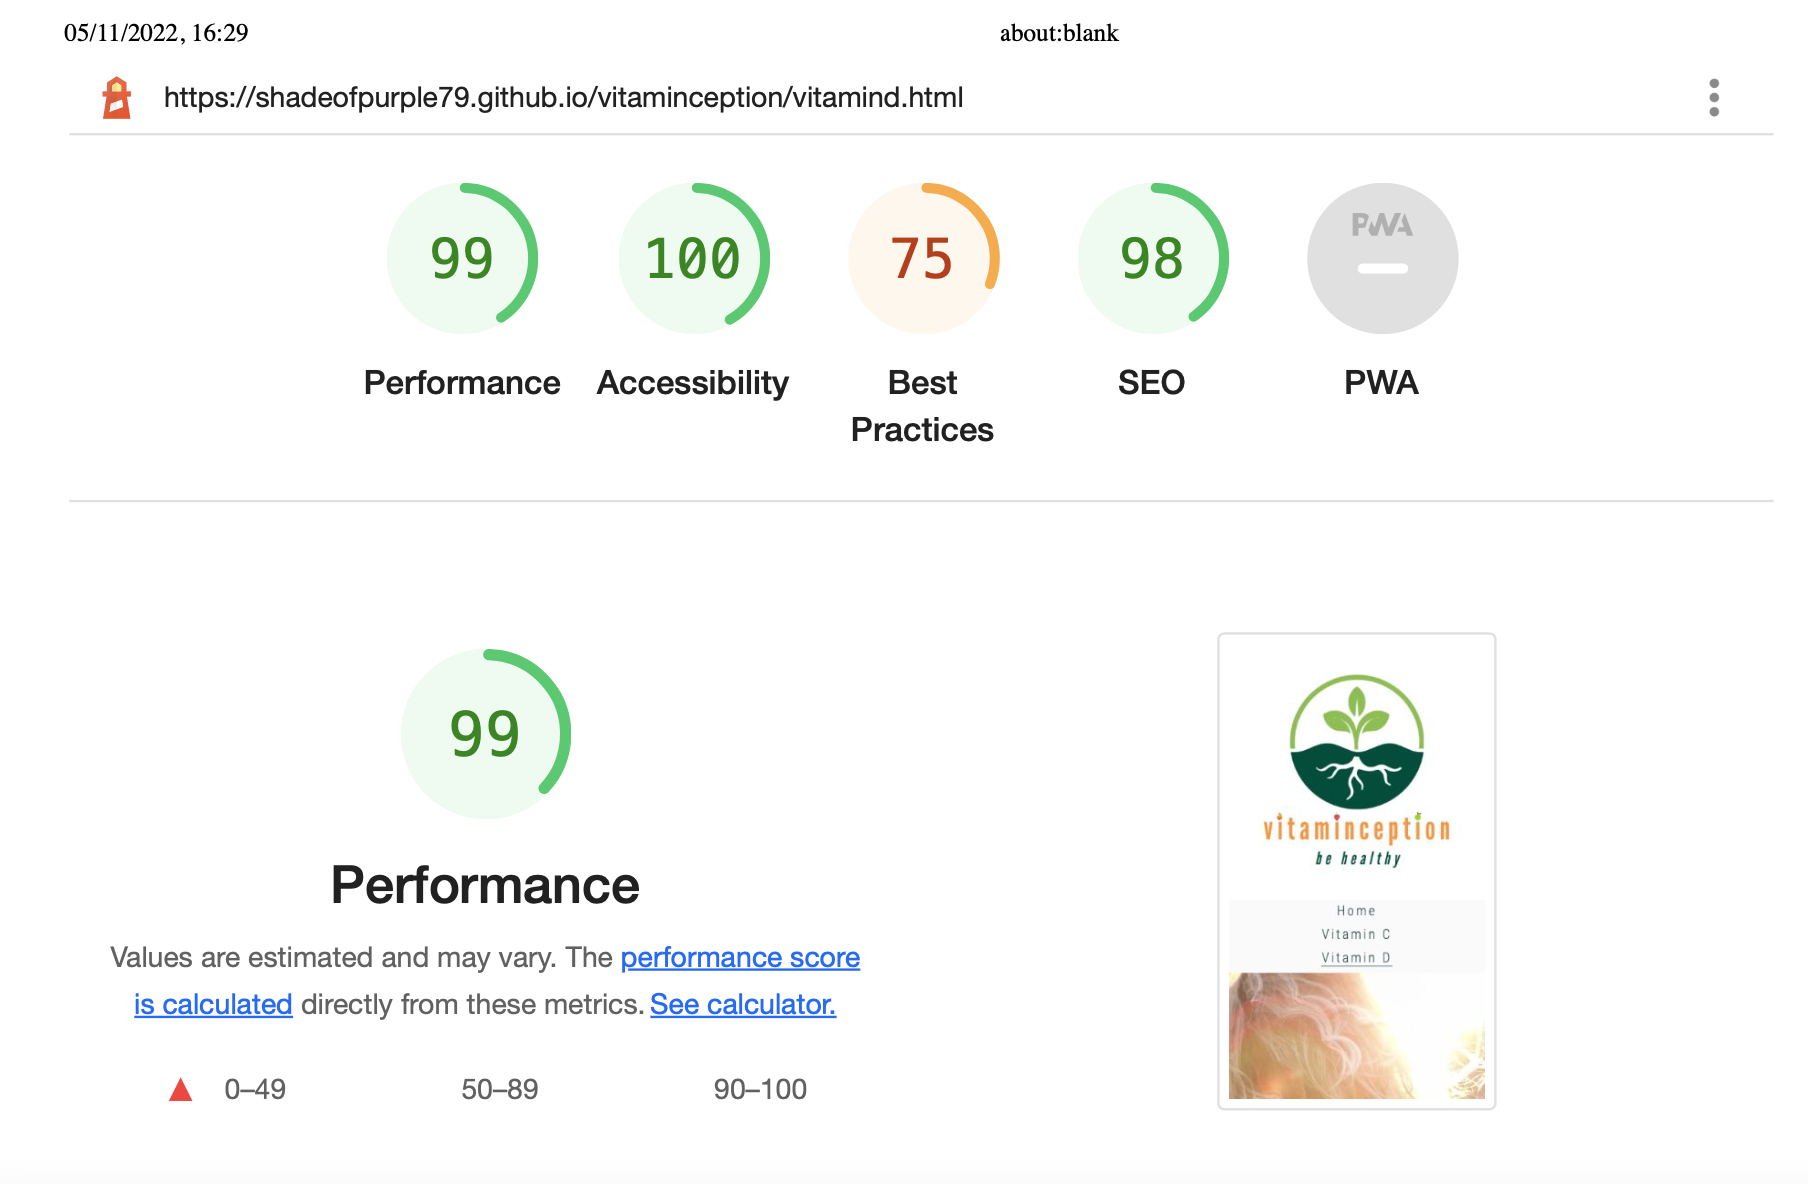 05/11/2022, 16:29
about:blank
https://shadeofpurple79.github.io/vitaminception/vitamind.html
99
100
75
98
PWA
Performance
Accessibility
Best
Practices
SEO
PWA
99
Performance
Values are estimated and may vary. The performance score
is calculated directly from these metrics. See calculator.
0–49
50–89
90–100
vitaminception
be healthy
Home
Vitamin C
Vitamin D